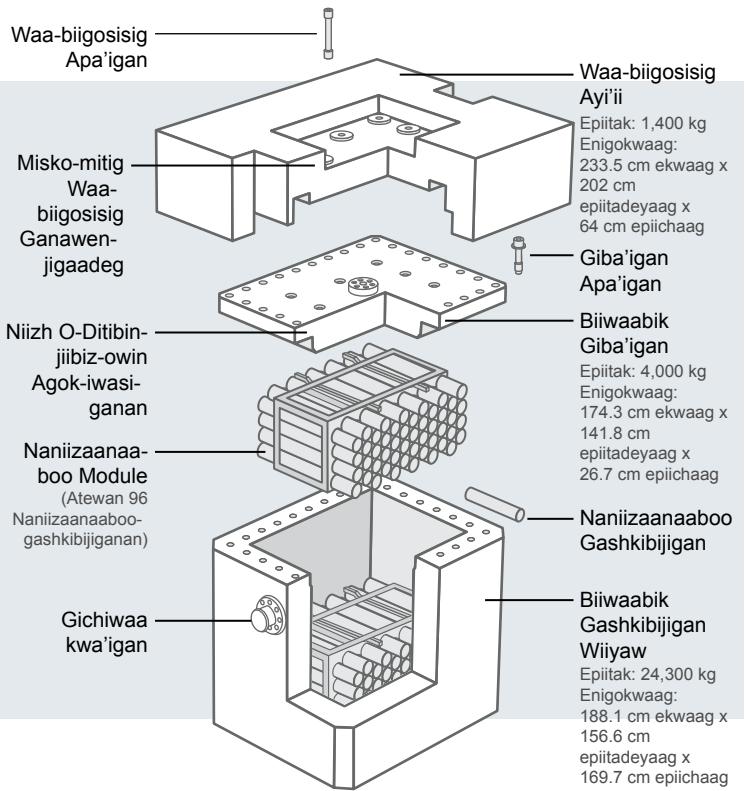 Waa-biigosisig
Apa’igan
Misko-mitig
Waa-
biigosisig
Ganawen-
jigaadeg
Niizh O-Ditibin-
jiibiz-owin
Agok-iwasi-
ganan
Naniizaanaa-
boo Module
(Atewan 96
Naniizaanaaboo-
gashkibijiganan)
Gichiwaa
kwa’igan
Waa-biigosisig
Ayi’ii
Epiitak: 1,400 kg
Enigokwaag:
233.5 cm ekwaag x
202 cm
epiitadeyaag x
64 cm epiichaag
Giba’igan
Apa’igan
Biiwaabik
Giba’igan
Epiitak: 4,000 kg
Enigokwaag:
174.3 cm ekwaag x
141.8 cm
epiitadeyaag x
26.7 cm epiichaag
Naniizaanaaboo
Gashkibijigan
Biiwaabik
Gashkibijigan
Wiiyaw
Epiitak: 24,300 kg
Enigokwaag:
188.1 cm ekwaag x
156.6 cm
epiitadeyaag x
169.7 cm epiichaag